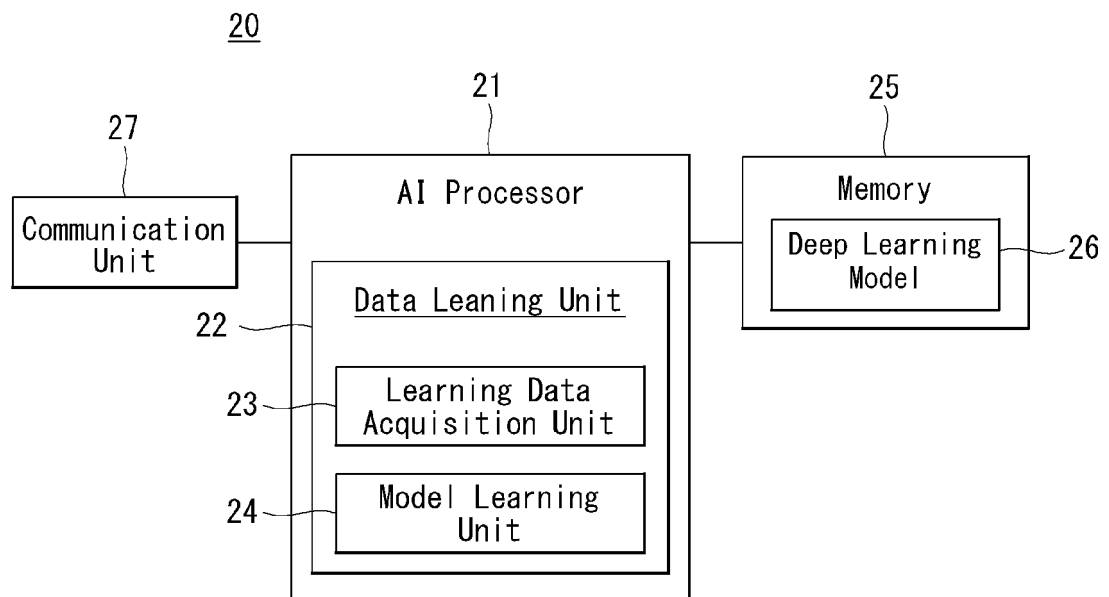 20
21
25
27
AI Processor
Memory
Communication
Unit
Deep Learning
Model
26
Data Leaning Unit
22
Learning Data
Acquisition Unit
23
Model Learning
Unit
24